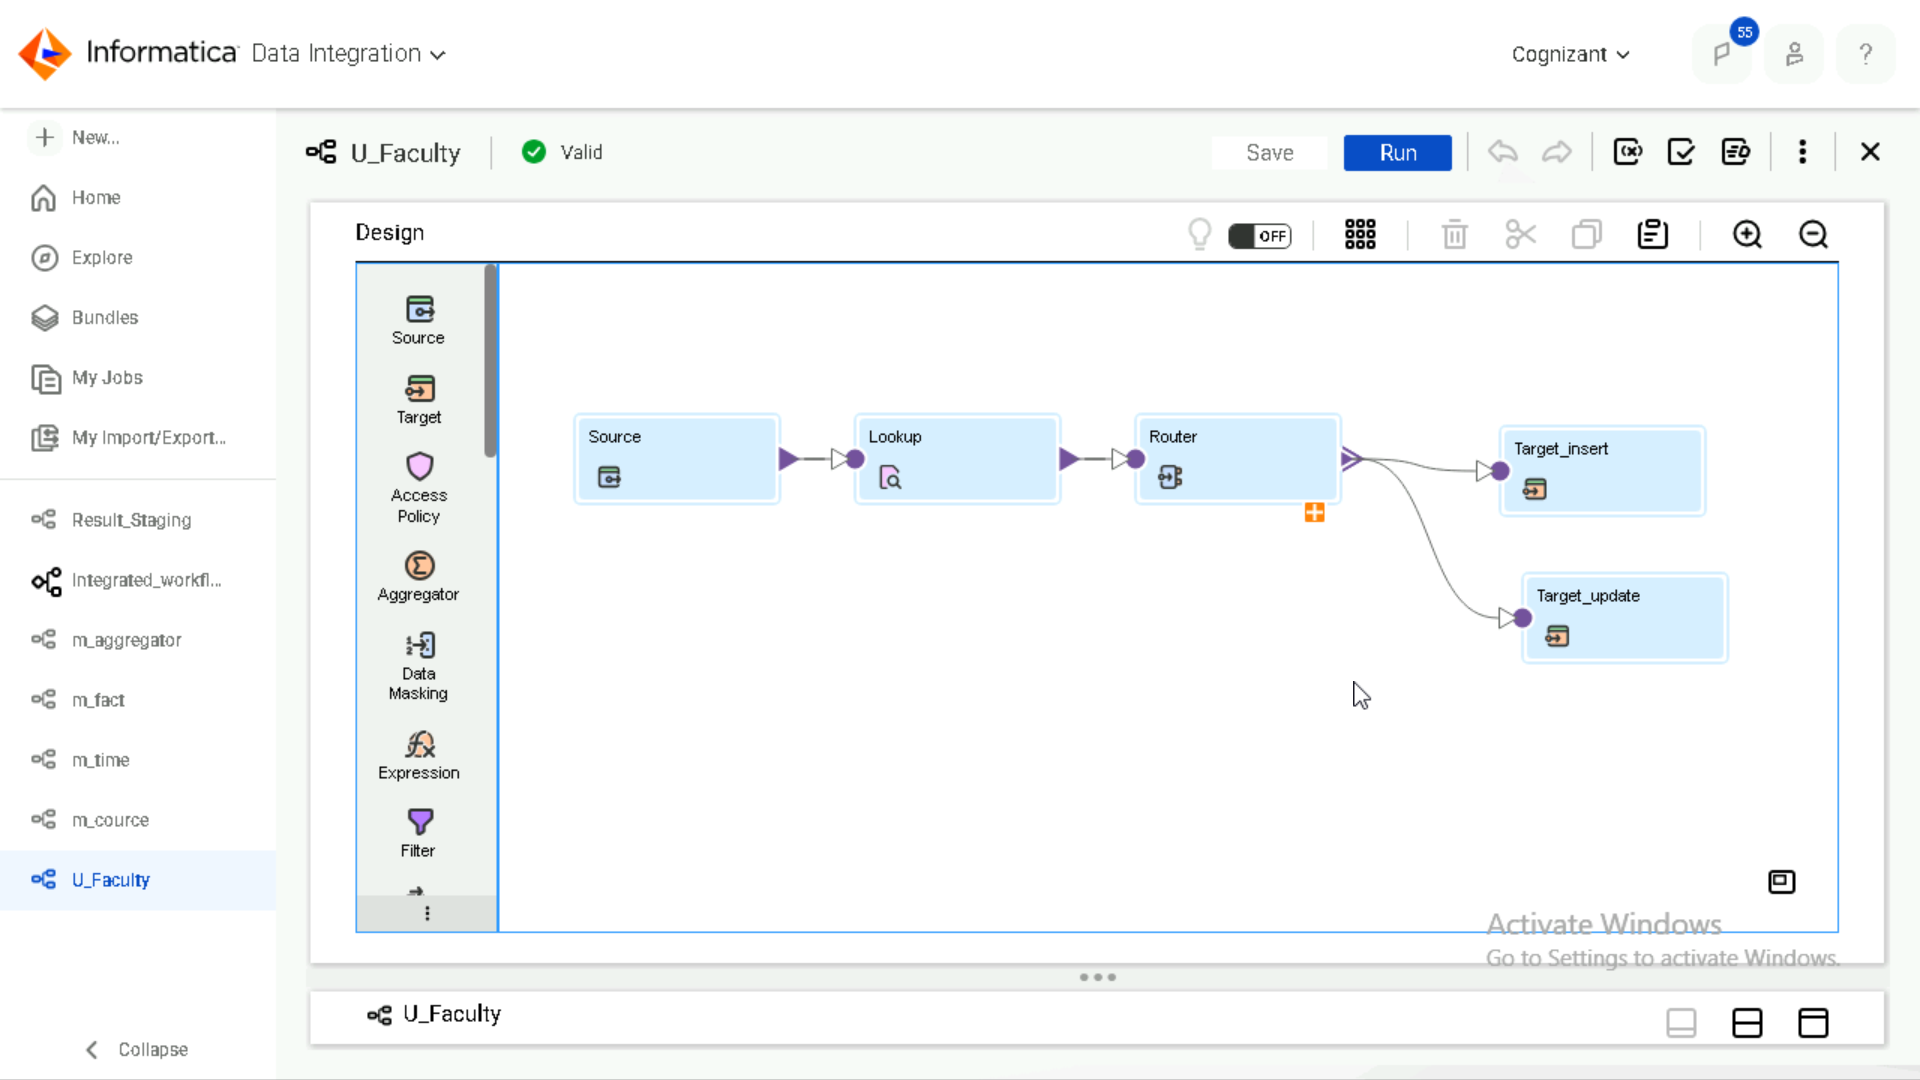 Informatica Data Integration
Cognizant
55
?
New...
Home
Explore
Bundles
My Jobs
My Import/Export...
Result_Staging
Integrated_workfl...
m_aggregator
m_fact
m_time
m_cource
U_Faculty
Collapse
U_Faculty
Valid
Save
Run
Design
OFF
Source
Target
Access
Policy
Aggregator
Data
Masking
Expression
Filter
Source
Lookup
Router
Target_insert
Target_update
Activate Windows
Go to Settings to activate Windows.
U_Faculty